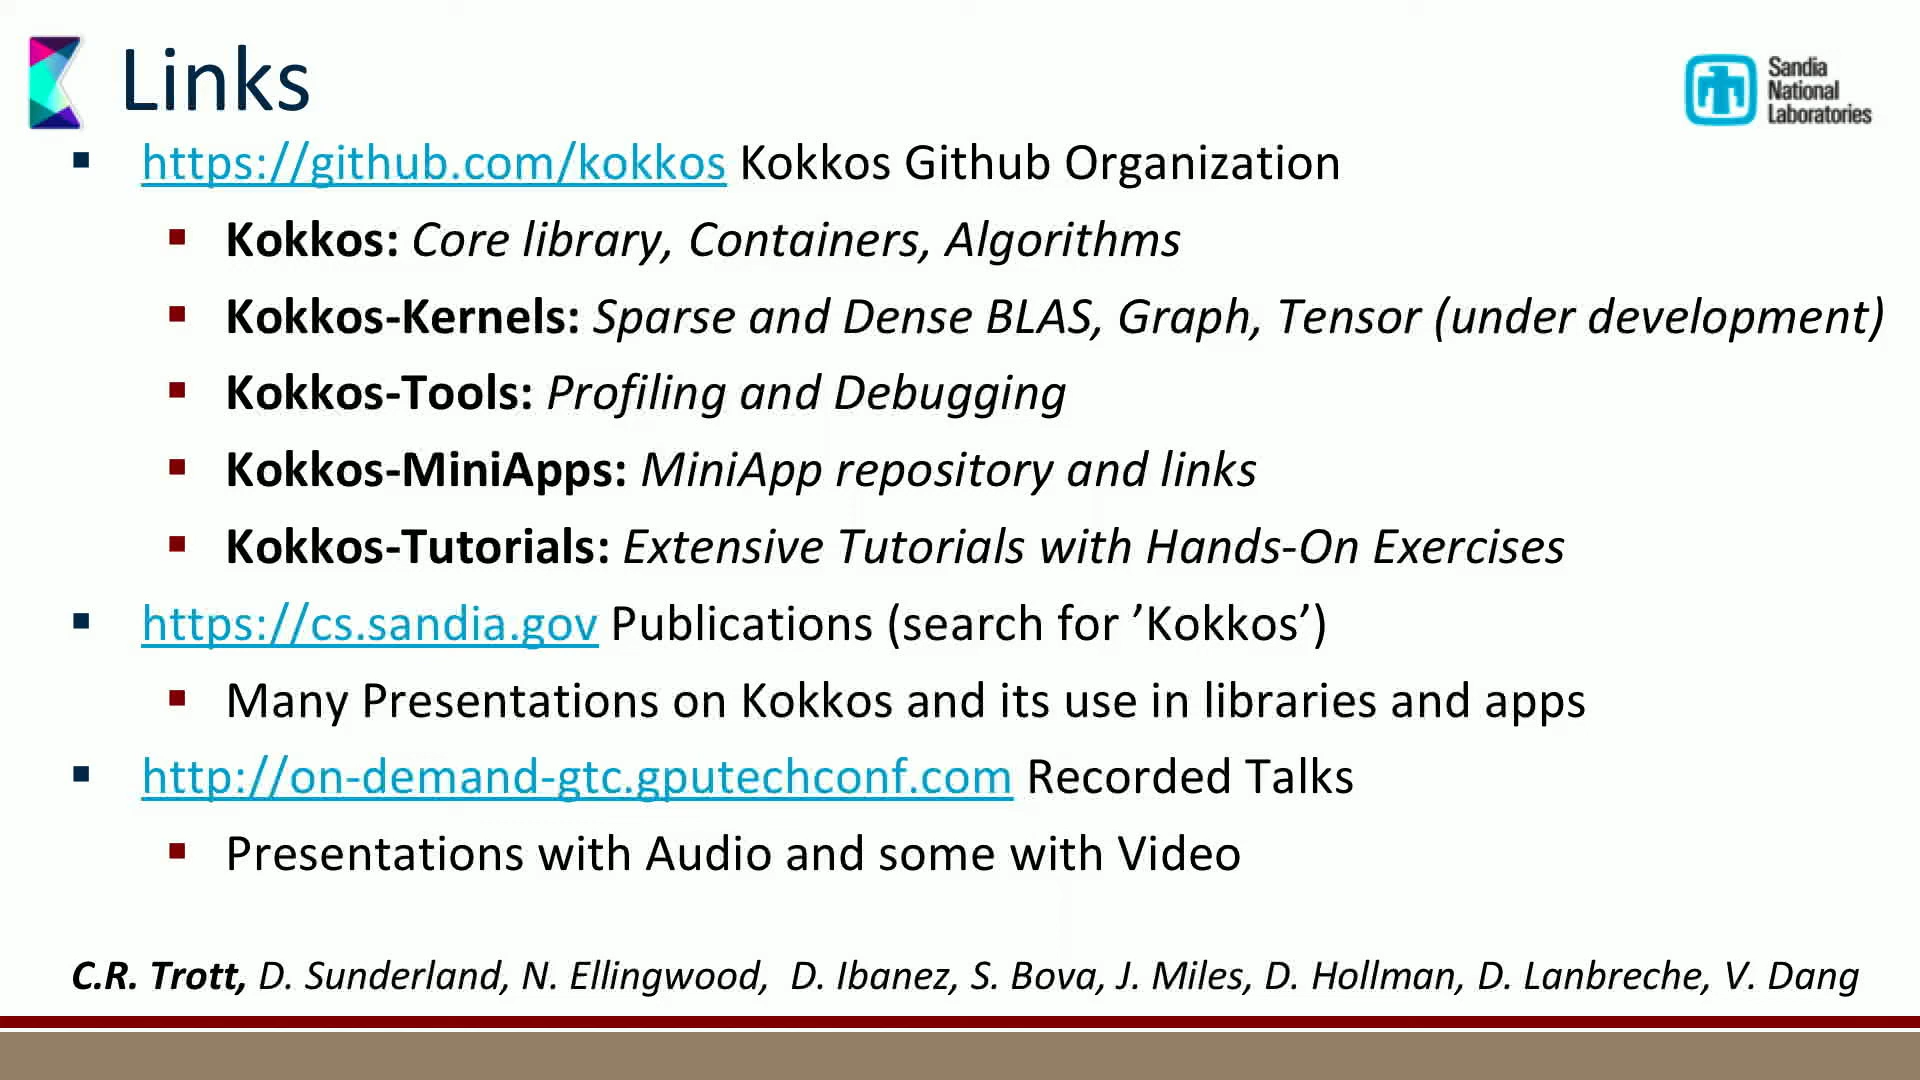 Links
Sandia
National
Laboratories
https://github.com/kokkos Kokkos Github Organization
Kokkos: Core library, Containers, Algorithms
Kokkos-Kernels: Sparse and Dense BLAS, Graph, Tensor (under development)
Kokkos-Tools: Profiling and Debugging
Kokkos-MiniApps: MiniApp repository and links
Kokkos-Tutorials: Extensive Tutorials with Hands-On Exercises
https://cs.sandia.gov Publications (search for ’Kokkos’)
Many Presentations on Kokkos and its use in libraries and apps
http://on-demand-gtc.gputechconf.com Recorded Talks
Presentations with Audio and some with Video
C.R. Trott, D. Sunderland, N. Ellingwood, D. Ibanez, S. Bova, J. Miles, D. Hollman, D. Lanbreche, V. Dang